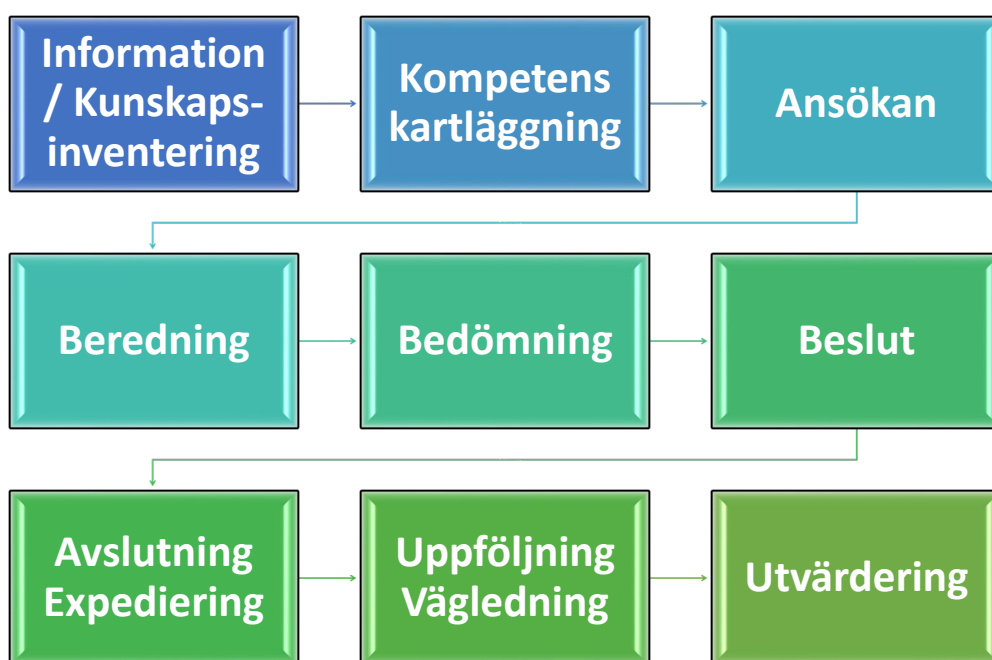 Information
/ Kunskaps-
inventering
Kompetens
kartläggning
Ansökan
Beredning
Bedömning
Beslut
Avslutning
Expediering
Uppföljning
Vägledning
Utvärdering